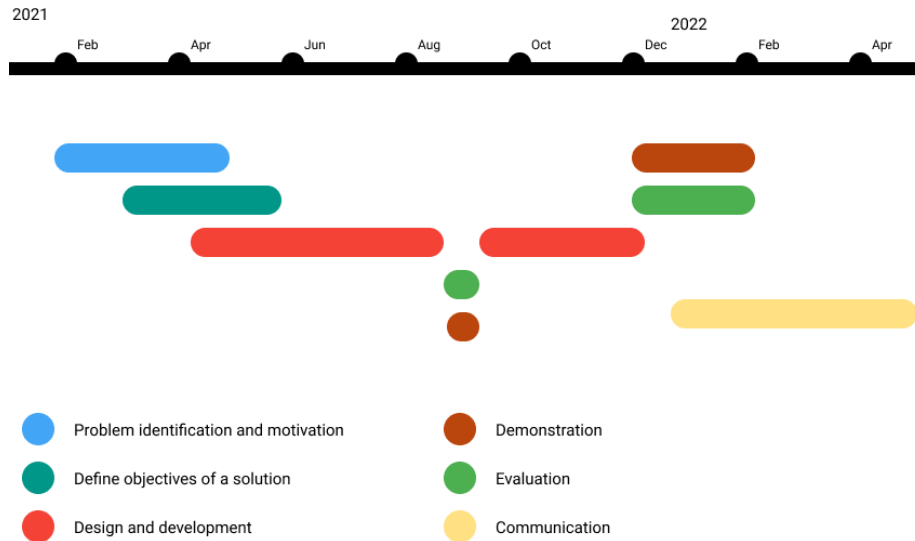 2021
2022
Feb
Apr
Jun
Aug
Oct
Dec
Feb
Apr
Problem identification and motivation
Define objectives of a solution
Design and development
Demonstration
Evaluation
Communication